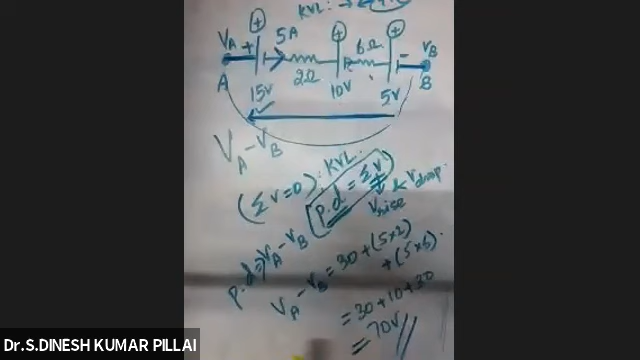 KVL: →
+ + +
VA + 5A 6Ω - VB
A 2Ω B
15V 10V 5V
VA - VB
(ΣV=0): KVL.
p.d = ΣV
Vrise & Vdrop.
p.d ⇒ VA - VB
VA - VB = 30 + (5×2)
+ (5×6).
= 30 + 10 + 30
= 70V //
Dr.S.DINESH KUMAR PILLAI